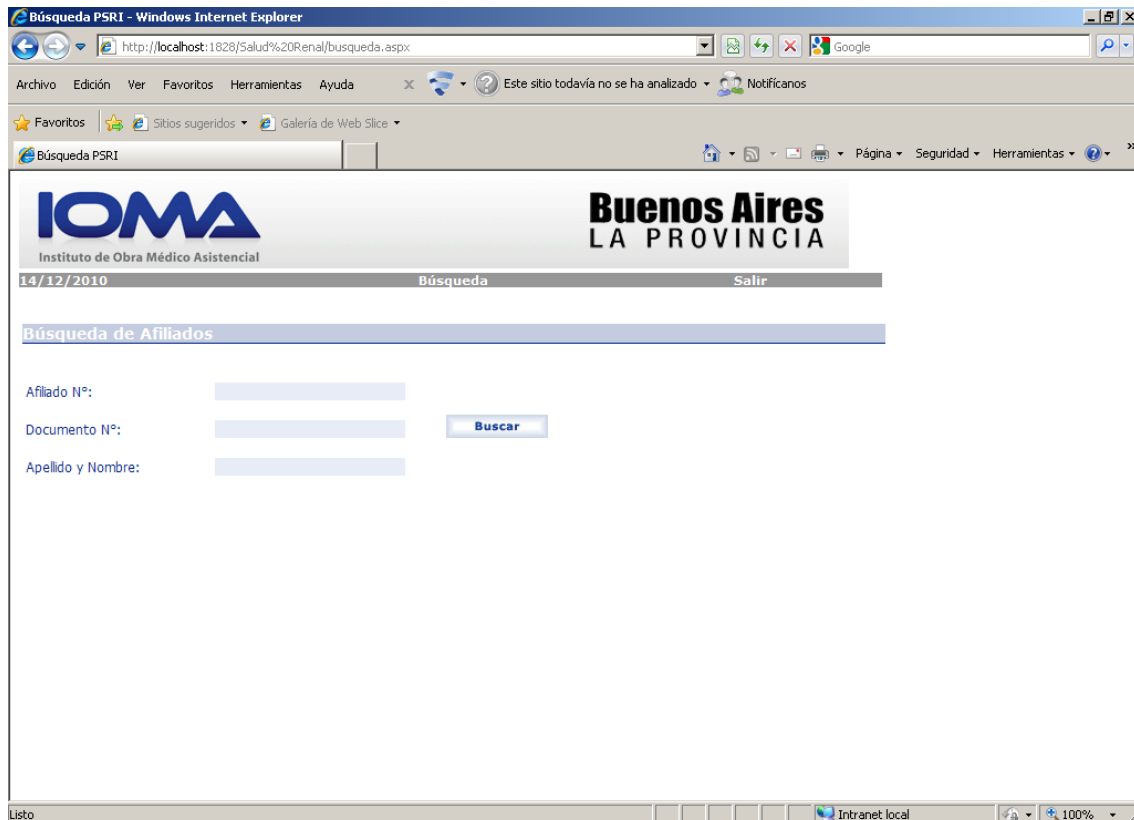 Búsqueda PSRI - Windows Internet Explorer
http://localhost:1828/Salud%20Renal/busqueda.aspx
Google
Archivo Edición Ver Favoritos Herramientas Ayuda
Este sitio todavía no se ha analizado
Notifícanos
Favoritos
Sitios sugeridos
Galería de Web Slice
Búsqueda PSRI
Página Seguridad Herramientas
IOMA
Instituto de Obra Médico Asistencial
Buenos Aires
LA PROVINCIA
14/12/2010 Búsqueda Salir
Búsqueda de Afiliados
Afiliado Nº:
Documento Nº:
Buscar
Apellido y Nombre:
Listo
Intranet local
100%